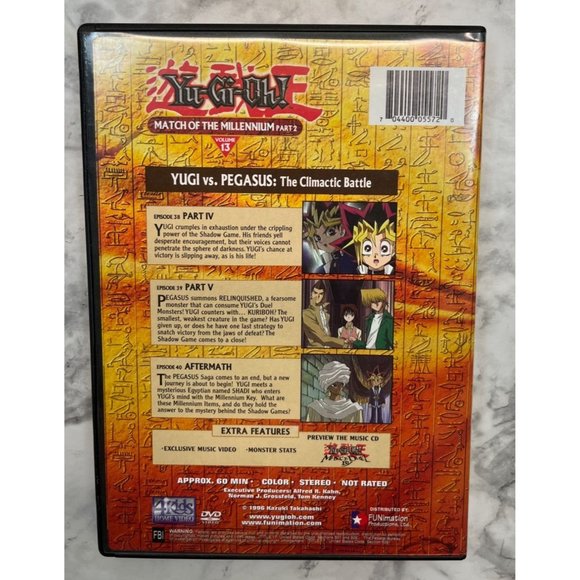 遊戯王
Yu-Gi-Oh!
MATCH OF THE MILLENNIUM PART 2
VOLUME
13
7 04400 05572 0
YUGI vs. PEGASUS: The Climactic Battle
EPISODE 38 PART IV
YUGI crumples in exhaustion under the crippling
power of the Shadow Game. His friends yell
desperate encouragement, but their voices cannot
penetrate the sphere of darkness. YUGI's chance at
victory is slipping away, as is his life!
EPISODE 39 PART V
PEGASUS summons RELINQUISHED, a fearsome
monster that can consume YUGI's Duel
Monsters! YUGI counters with... KURIBOH! The
smallest, weakest creature in the game? Has YUGI
given up, or does he have one last strategy to
snatch victory from the jaws of defeat? The
Shadow Game comes to a close!
EPISODE 40 AFTERMATH
The PEGASUS Saga comes to an end, but a new
journey is about to begin! YUGI meets a
mysterious Egyptian named SHADI who enters
YUGI's mind with the Millennium Key. What are
these Millennium Items, and do they hold the
answer to the mystery behind the Shadow Games?
EXTRA FEATURES
·EXCLUSIVE MUSIC VIDEO ·MONSTER STATS
PREVIEW THE MUSIC CD
Yu-Gi-Oh!
APPROX. 60 MIN · COLOR · STEREO · NOT RATED
Executive Producers: Alfred R. Kahn,
Norman J. Grossfeld, Tom Kenney
© 1996 Kazuki Takahashi
www.yugioh.com
www.funimation.com
4Kids
HOME VIDEO
DVD
VIDEO
DISTRIBUTED BY:
FUNimation
Productions, Ltd.
FBI